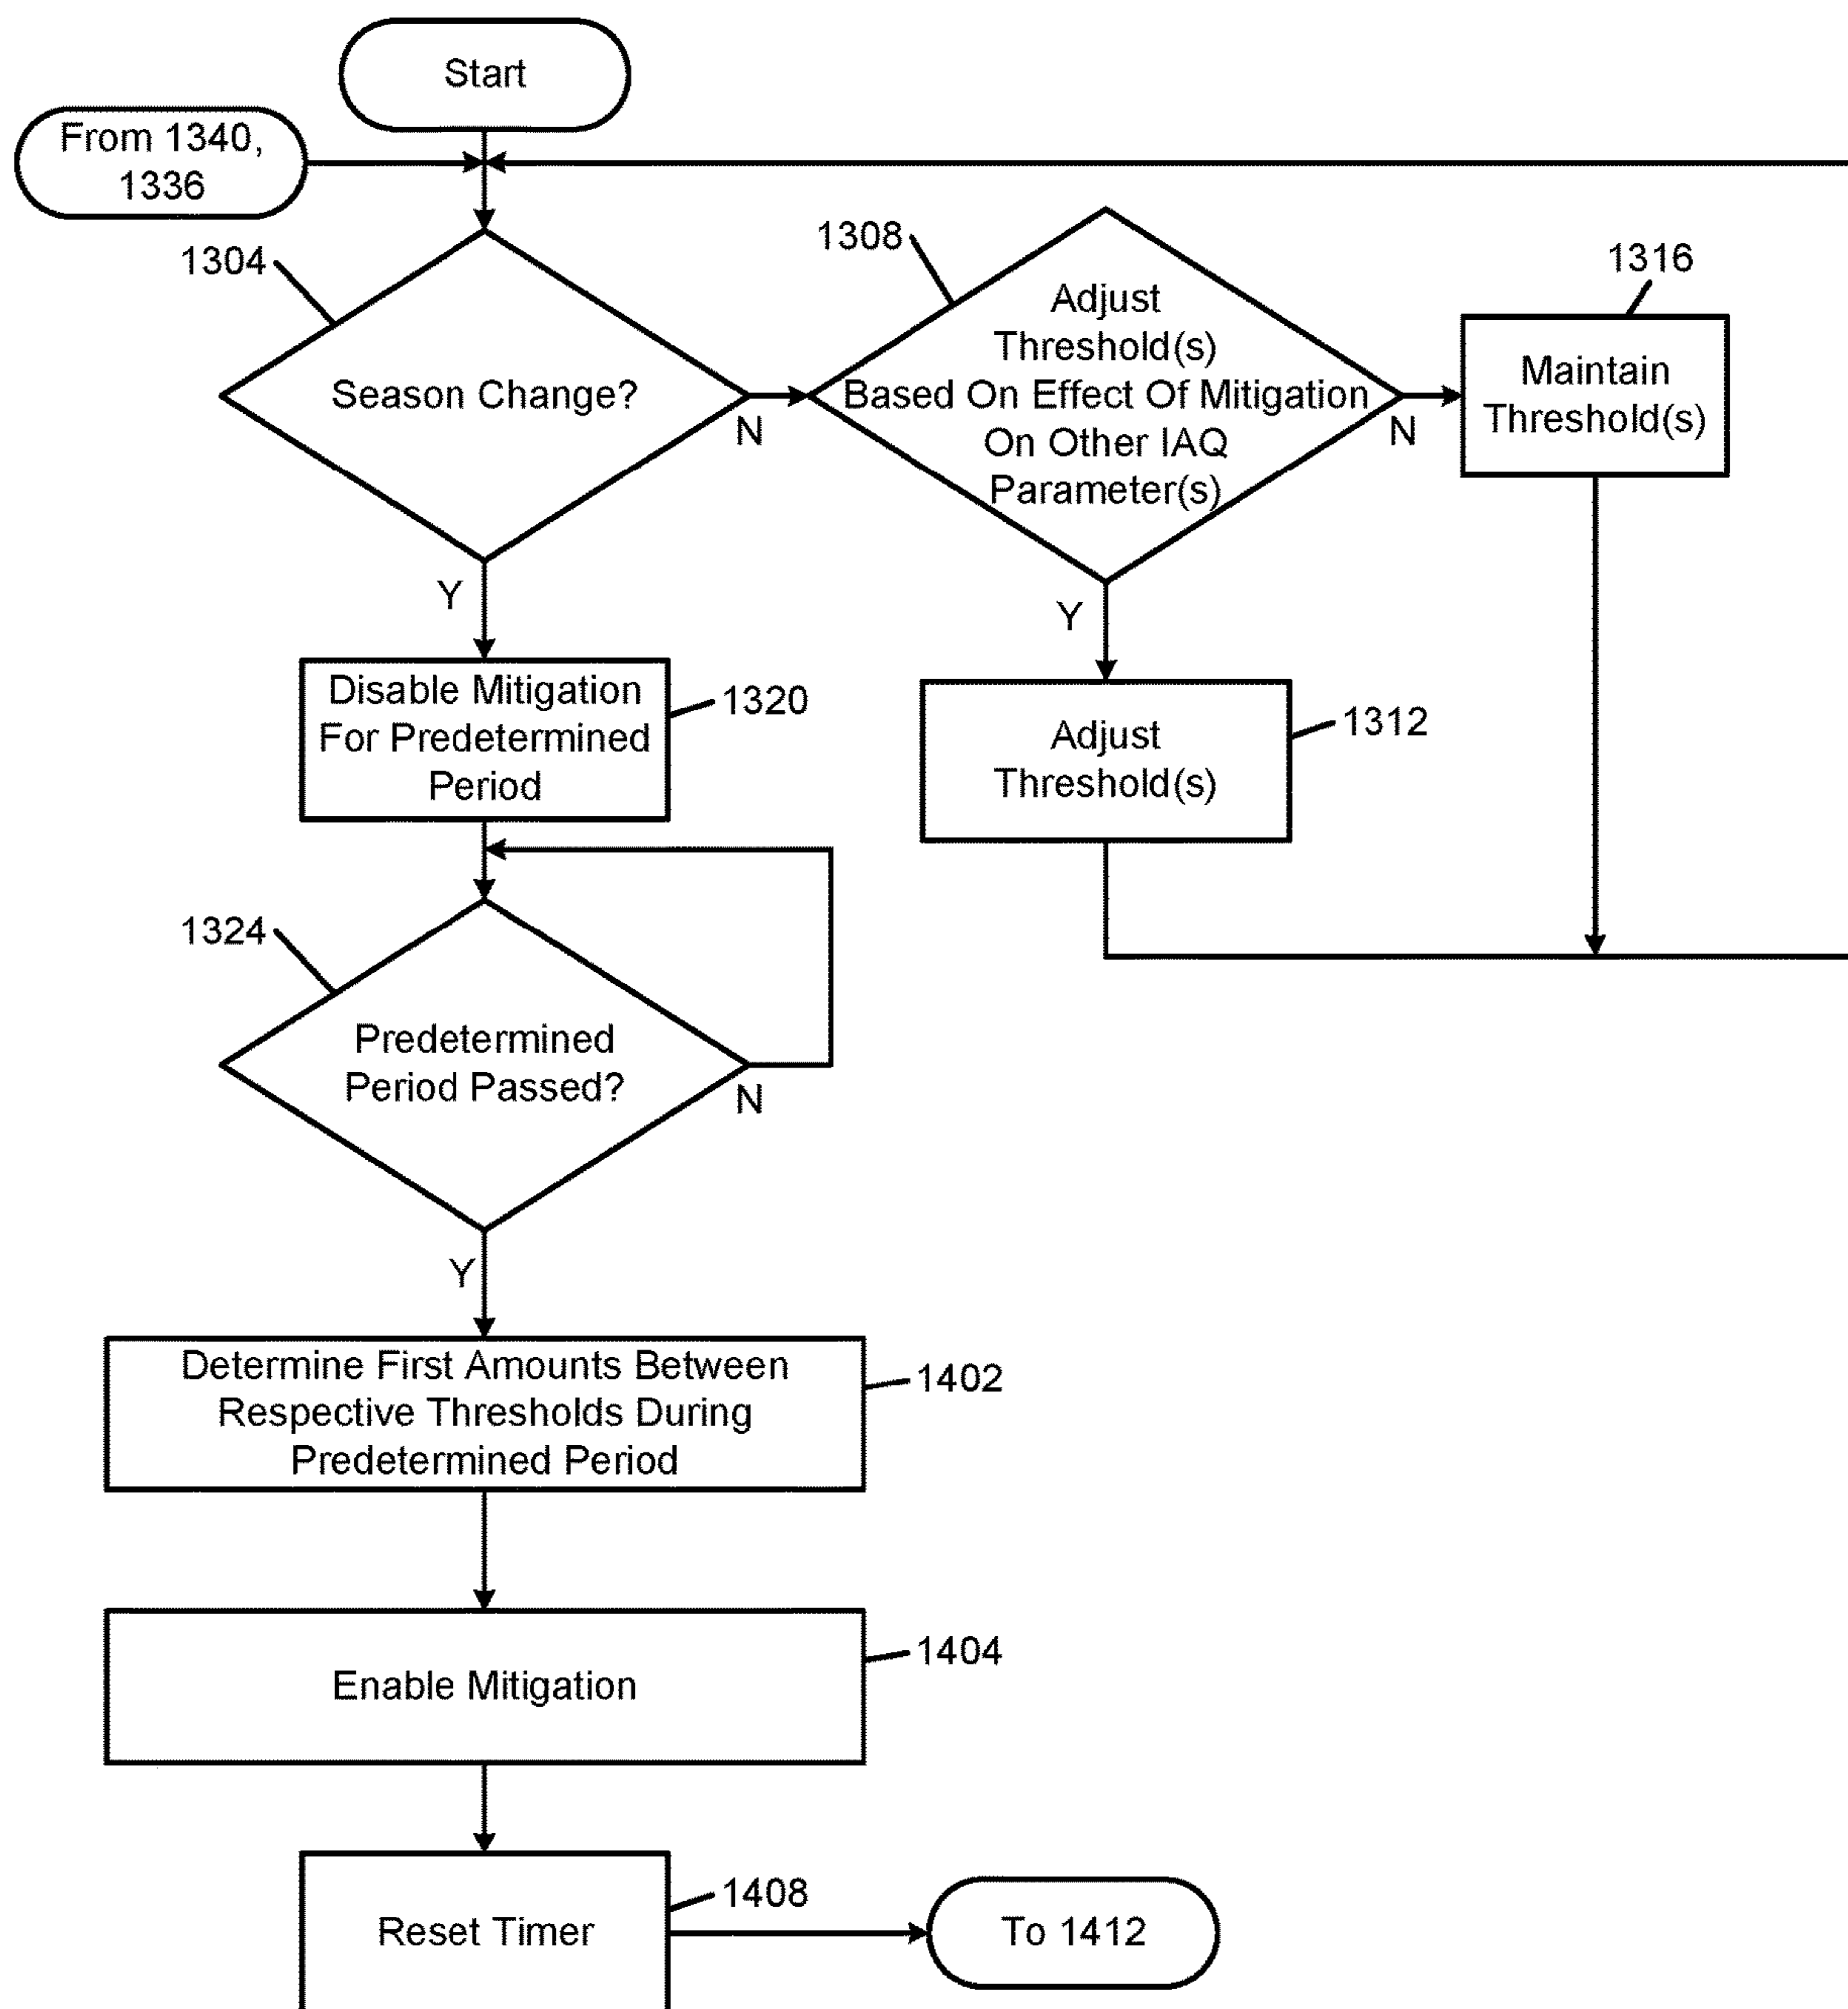 Start
From 1340,
1336
1304
Season Change?
N
Y
1308
Adjust
Threshold(s)
Based On Effect Of Mitigation
On Other IAQ
Parameter(s)
N
Y
1316
Maintain
Threshold(s)
Disable Mitigation
For Predetermined
Period
1320
Adjust
Threshold(s)
1312
1324
Predetermined
Period Passed?
N
Y
Determine First Amounts Between
Respective Thresholds During
Predetermined Period
1402
Enable Mitigation
1404
Reset Timer
1408
To 1412